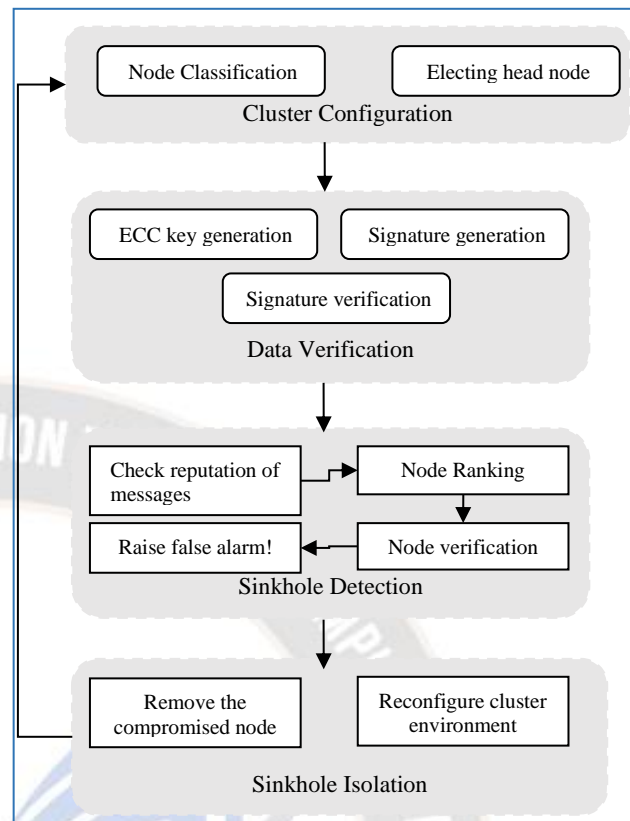 Node Classification
Electing head node
Cluster Configuration
ECC key generation
Signature generation
Signature verification
Data Verification
Check reputation of
messages
Node Ranking
Raise false alarm!
Node verification
Sinkhole Detection
Remove the
compromised node
Reconfigure cluster
environment
Sinkhole Isolation